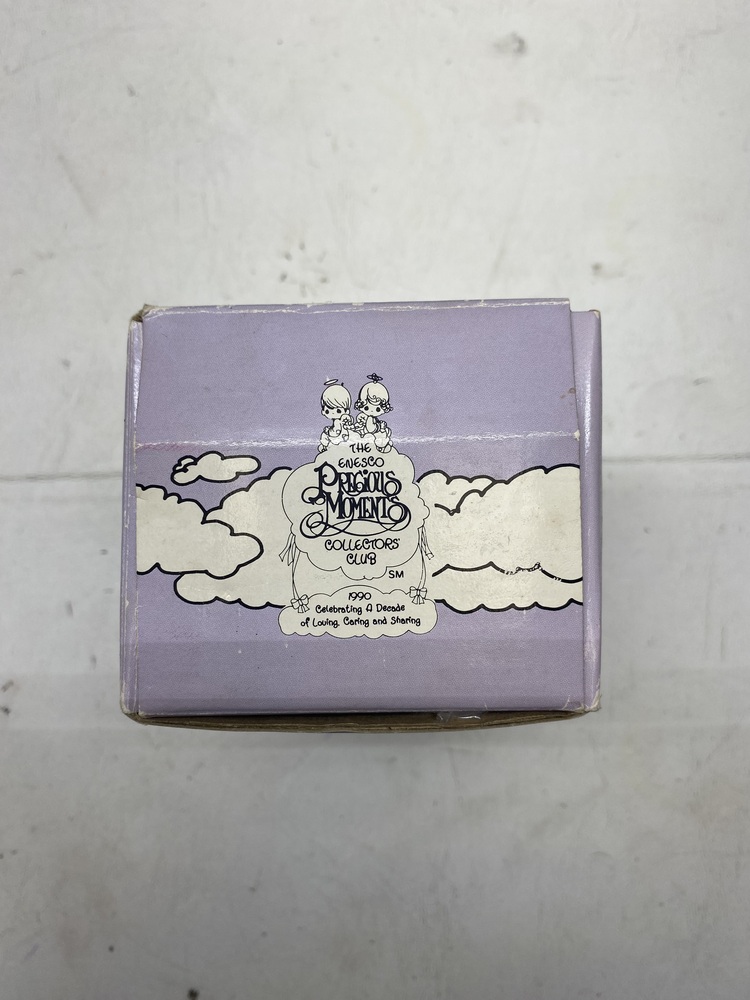 THE
ENESCO
PRECIOUS
MOMENTS
COLLECTORS'
CLUB
SM
1990
Celebrating A Decade
of Loving, Caring and Sharing